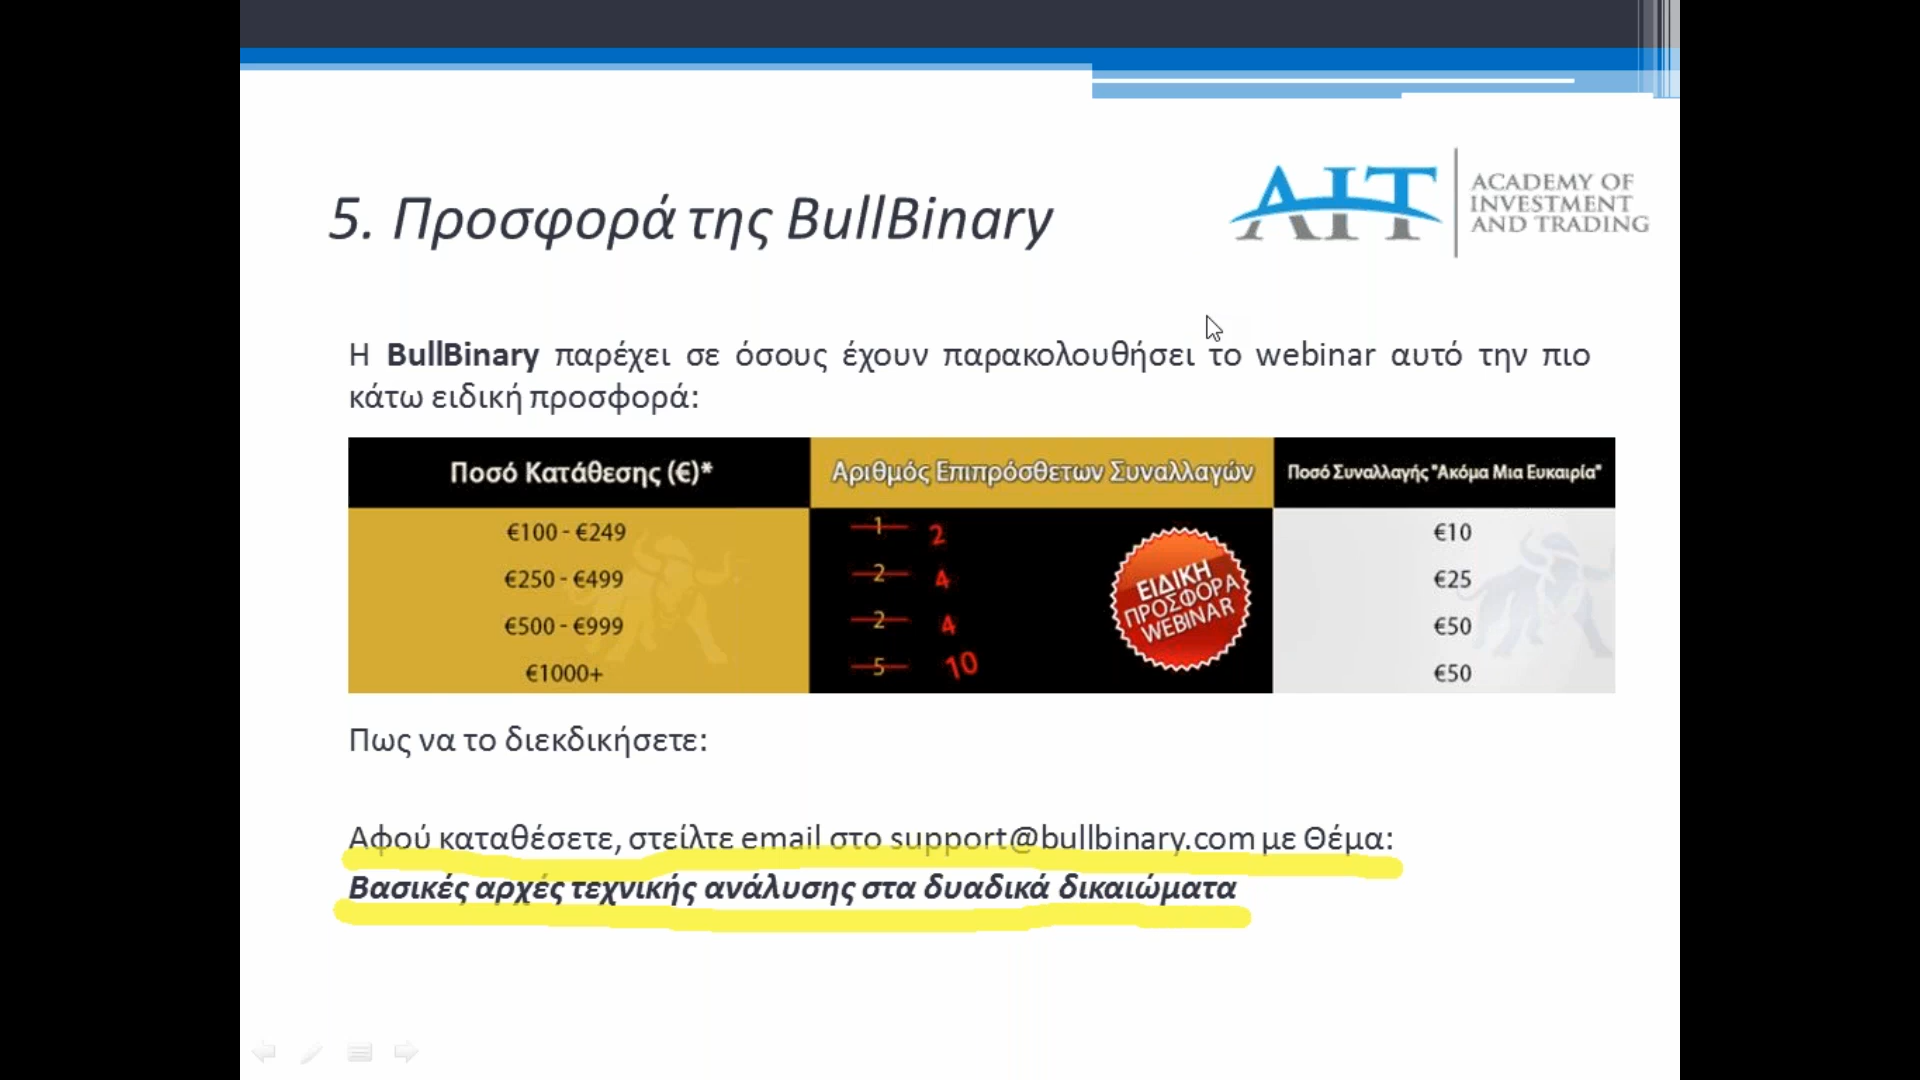 5. Προσφορά της BullBinary
AIT
ACADEMY OF
INVESTMENT
AND TRADING
Η BullBinary παρέχει σε όσους έχουν παρακολουθήσει το webinar αυτό την πιο
κάτω ειδική προσφορά:
Ποσό Κατάθεσης (€)* Αριθμός Επιπρόσθετων Συναλλαγών Ποσό Συναλλαγής "Ακόμα Μια Ευκαιρία"
€100 - €249 1 2 €10
€250 - €499 2 4 €25
€500 - €999 2 4 €50
€1000+ 5 10 €50
ΕΙΔΙΚΗ
ΠΡΟΣΦΟΡΑ
WEBINAR
Πως να το διεκδικήσετε:
Αφού καταθέσετε, στείλτε email στο support@bullbinary.com με Θέμα:
Βασικές αρχές τεχνικής ανάλυσης στα δυαδικά δικαιώματα